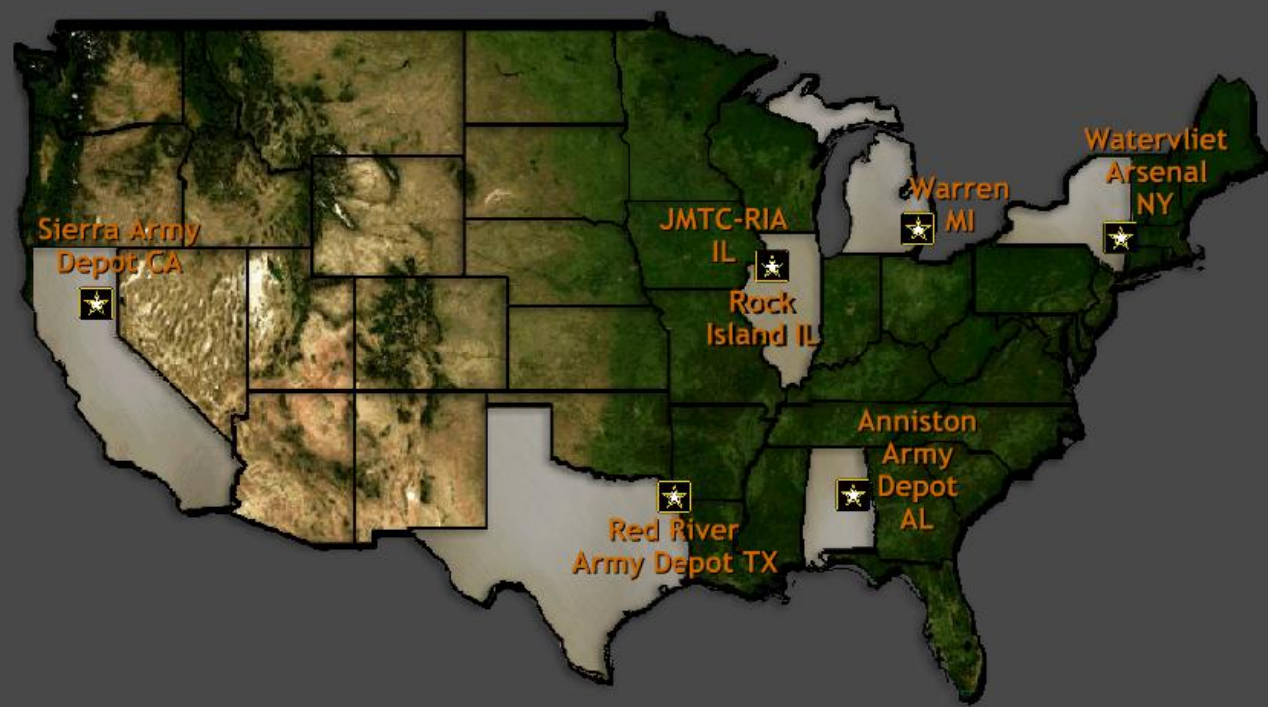 Sierra Army
Depot CA
JMTC-RIA
IL
Rock
Island IL
Warren
MI
Watervliet
Arsenal
NY
Red River
Army Depot TX
Anniston
Army
Depot
AL